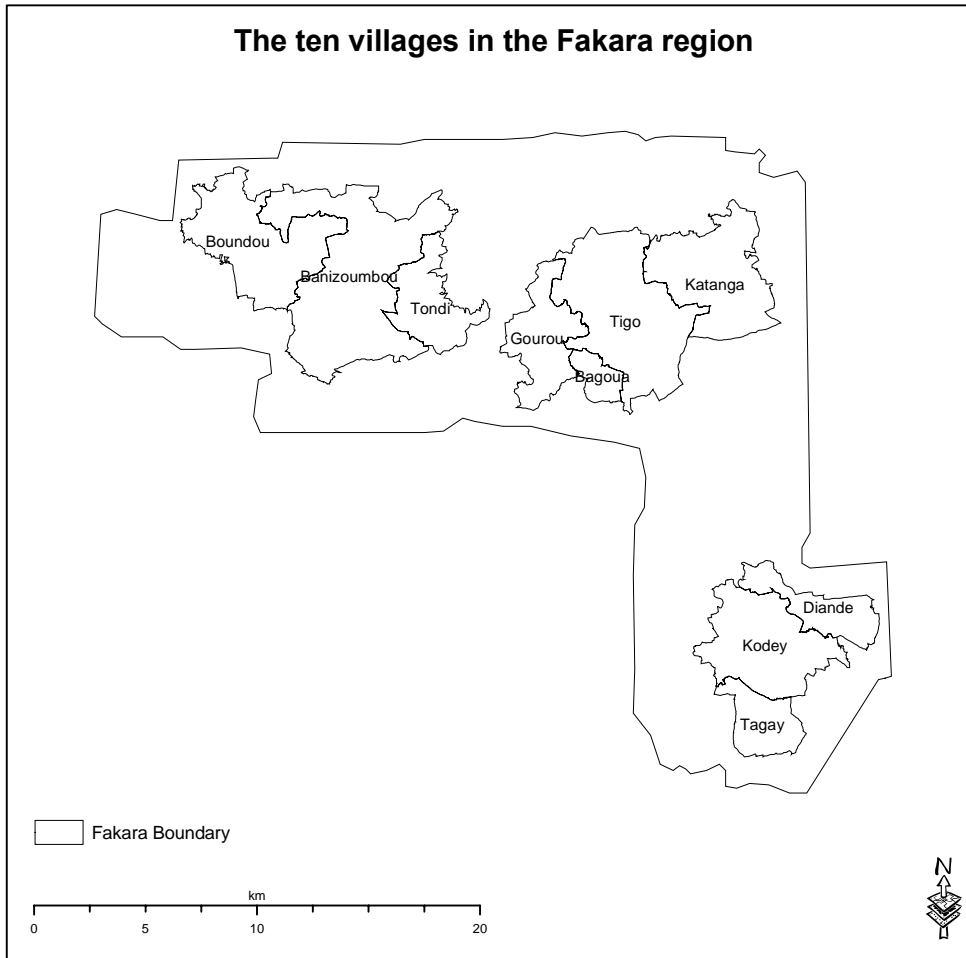 The ten villages in the Fakara region
Boundou
Banizoumbou
Tondi
Gourou
Bagoua
Tigo
Katanga
Diande
Kodey
Tagay
Fakara Boundary
km
0 5 10 20
N